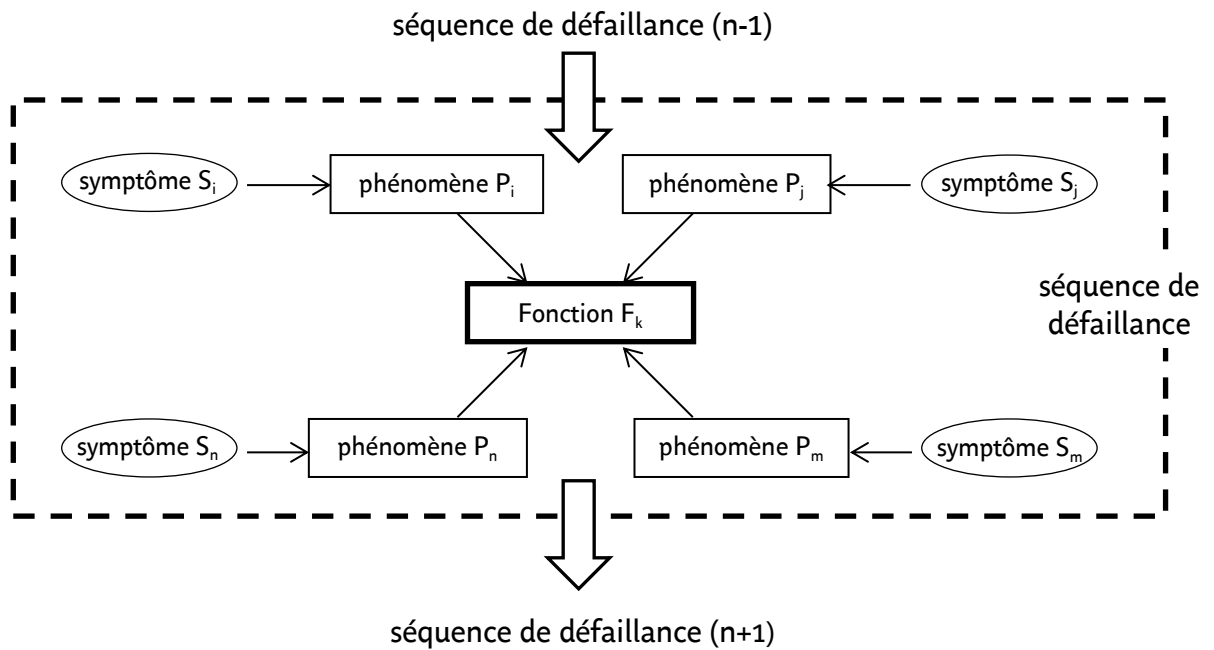 séquence de défaillance (n-1)
symptôme Sᵢ
phénomène Pᵢ
phénomène Pⱼ
symptôme Sⱼ
Fonction Fₖ
séquence de
défaillance
symptôme Sₙ
phénomène Pₙ
phénomène Pₘ
symptôme Sₘ
séquence de défaillance (n+1)